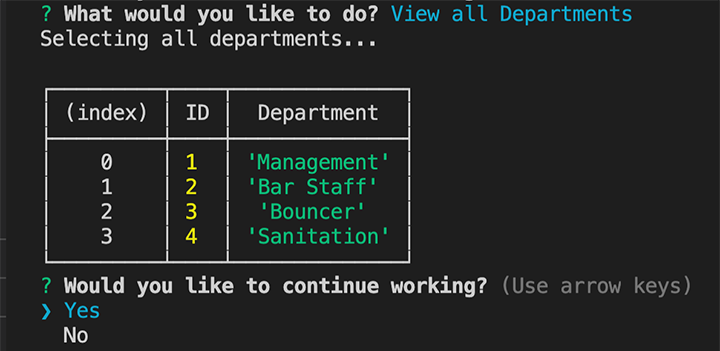 ? What would you like to do? View all Departments
Selecting all departments...
(index) ID Department
0 1 'Management'
1 2 'Bar Staff'
2 3 'Bouncer'
3 4 'Sanitation'
? Would you like to continue working? (Use arrow keys)
❯ Yes
No